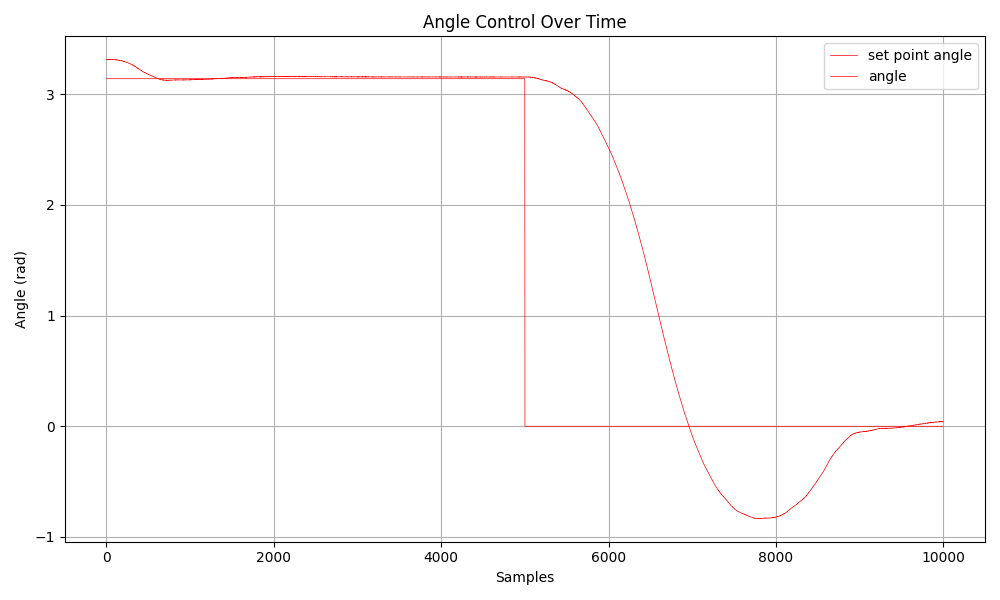 Angle Control Over Time
set point angle
angle
Angle (rad)
3
2
1
0
−1
0 2000 4000 6000 8000 10000
Samples